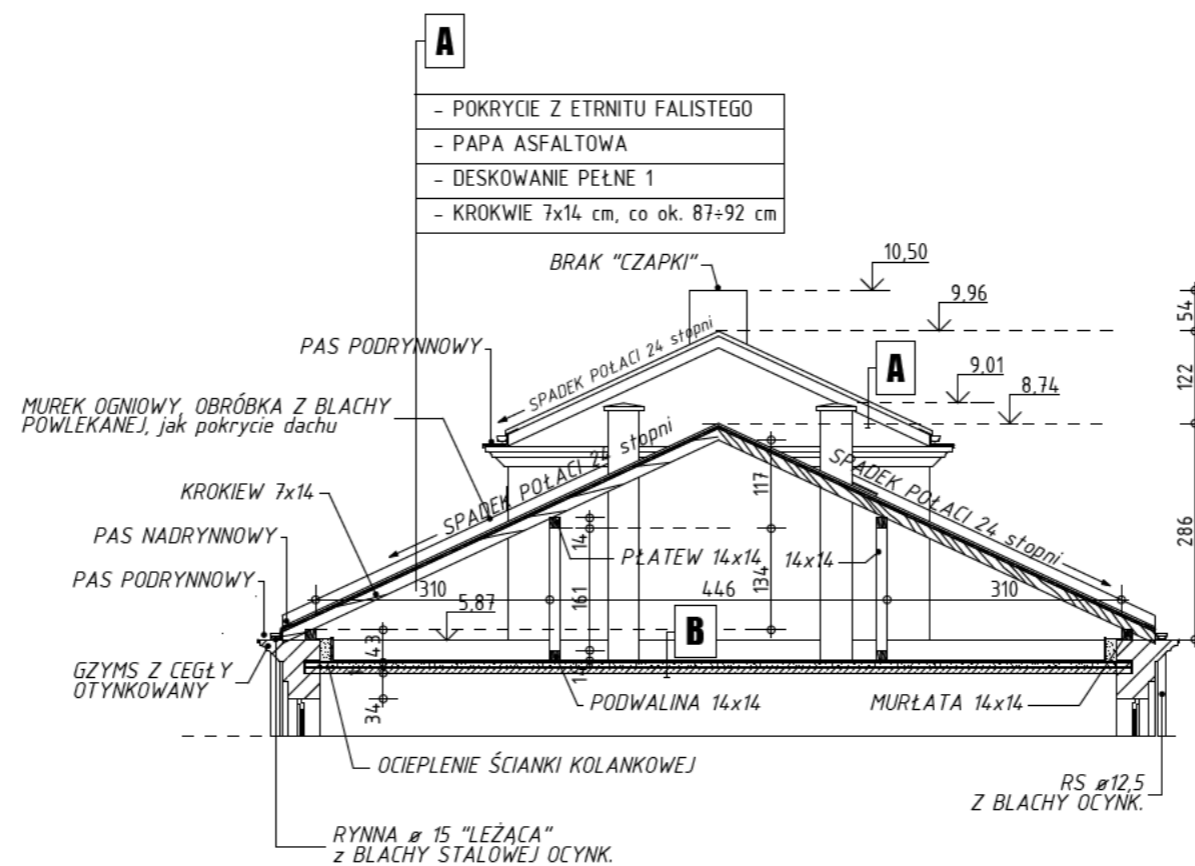 A
- POKRYCIE Z ETRNITU FALISTEGO
- PAPA ASFALTOWA
- DESKOWANIE PEŁNE 1
- KROKWIE 7x14 cm, co ok. 87÷92 cm
BRAK "CZAPKI"
10,50
9,96
54
PAS PODRYNNOWY
SPADEK POŁACI 24 stopni
A
9,01
8,74
122
MUREK OGNIOWY, OBRÓBKA Z BLACHY
POWLEKANEJ, jak pokrycie dachu
SPADEK POŁACI 24 stopni
SPADEK POŁACI 24 stopni
KROKIEW 7x14
117
PAS NADRYNNOWY
14
PŁATEW 14x14
14x14
134
286
PAS PODRYNNOWY
310
161
446
310
5,87
B
43
GZYMS Z CEGŁY
OTYNKOWANY
34
PODWALINA 14x14
MURŁATA 14x14
OCIEPLENIE ŚCIANKI KOLANKOWEJ
RS ø12,5
Z BLACHY OCYNK.
RYNNA ø 15 "LEŻĄCA"
z BLACHY STALOWEJ OCYNK.